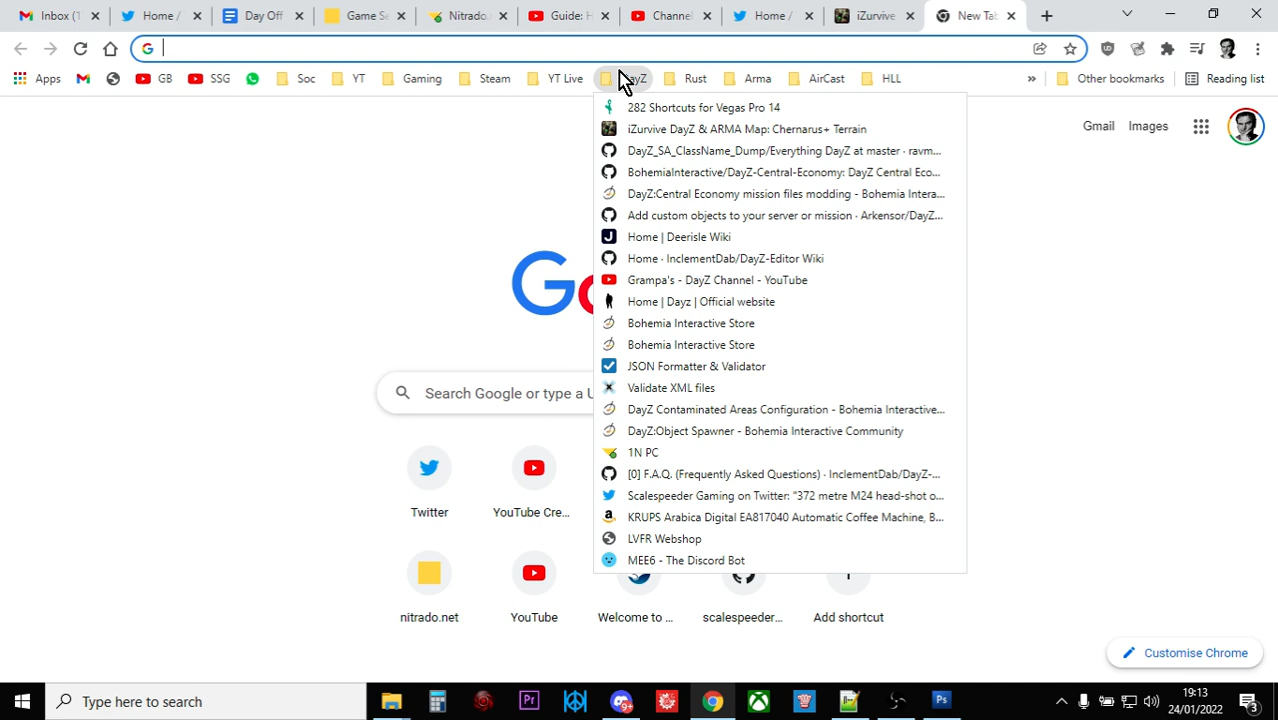 Inbox (1
Home /
Day Off
Game Se
Nitrado.
Guide: H
Channel
Home /
iZurvive
New Tab
Apps
GB
SSG
Soc
YT
Gaming
Steam
YT Live
DayZ
Rust
Arma
AirCast
HLL
»
Other bookmarks
Reading list
282 Shortcuts for Vegas Pro 14
iZurvive DayZ & ARMA Map: Chernarus+ Terrain
DayZ_SA_ClassName_Dump/Everything DayZ at master · ravm...
BohemiaInteractive/DayZ-Central-Economy: DayZ Central Eco...
DayZ:Central Economy mission files modding - Bohemia Intera...
Add custom objects to your server or mission · Arkensor/DayZ...
Home | Deerisle Wiki
Home · InclementDab/DayZ-Editor Wiki
Grampa's - DayZ Channel - YouTube
Home | Dayz | Official website
Bohemia Interactive Store
Bohemia Interactive Store
JSON Formatter & Validator
Validate XML files
DayZ Contaminated Areas Configuration - Bohemia Interactive...
DayZ:Object Spawner - Bohemia Interactive Community
1N PC
[0] F.A.Q. (Frequently Asked Questions) · InclementDab/DayZ-...
Scalespeeder Gaming on Twitter: "372 metre M24 head-shot o...
KRUPS Arabica Digital EA817040 Automatic Coffee Machine, B...
LVFR Webshop
MEE6 - The Discord Bot
Gmail
Images
Search Google or type a
Twitter
YouTube Cre...
nitrado.net
YouTube
Welcome to ...
scalespeeder...
Add shortcut
Customise Chrome
Type here to search
9+
19:13
24/01/2022
3